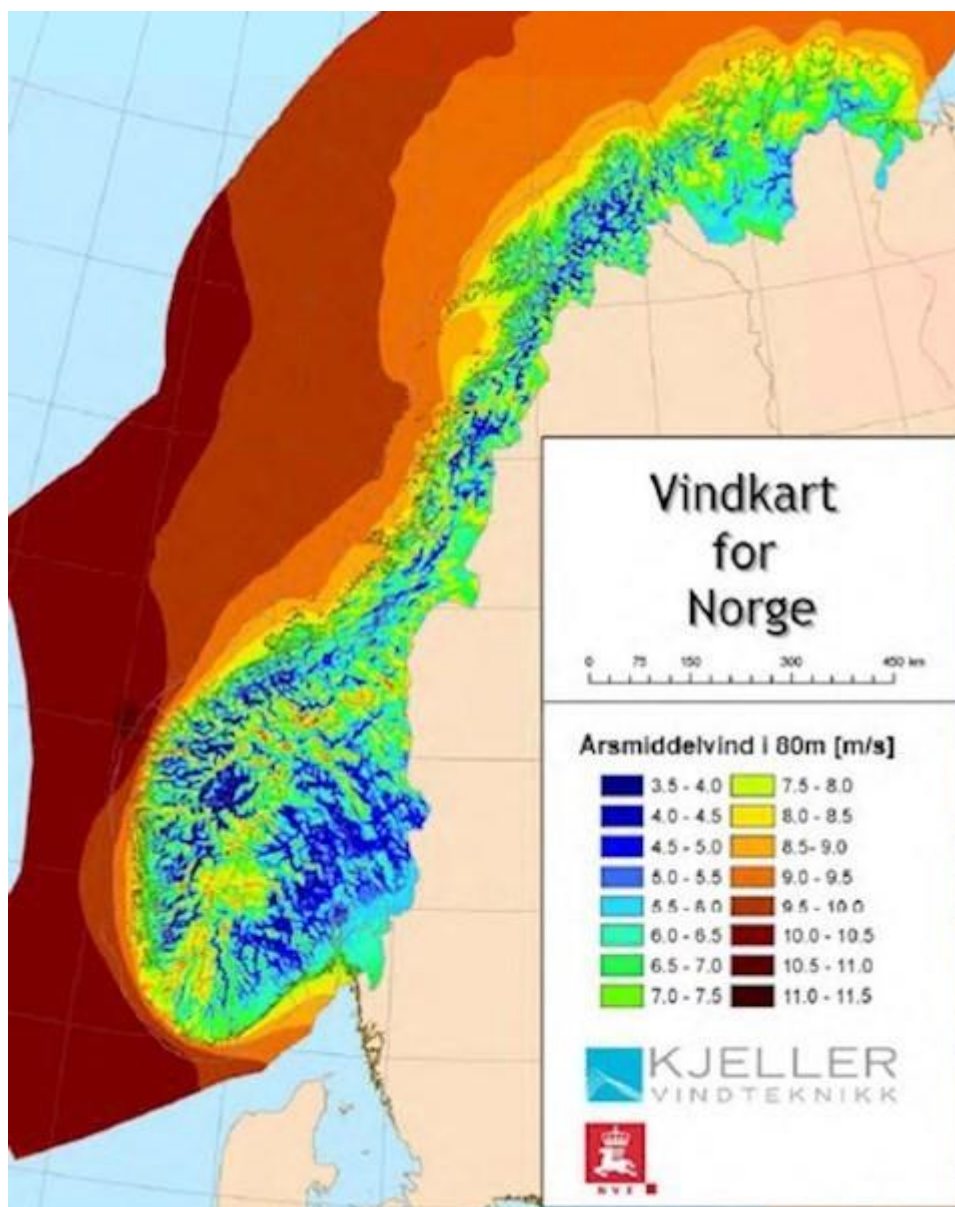 Vindkart
for
Norge
0 75 150 300 450 km
Årsmiddelvind i 80m [m/s]
3.5 - 4.0 7.5 - 8.0
4.0 - 4.5 8.0 - 8.5
4.5 - 5.0 8.5- 9.0
5.0 - 5.5 9.0 - 9.5
5.5 - 6.0 9.5 - 10.0
6.0 - 6.5 10.0 - 10.5
6.5 - 7.0 10.5 - 11.0
7.0 - 7.5 11.0 - 11.5
KJELLER
VINDTEKNIKK
NVE